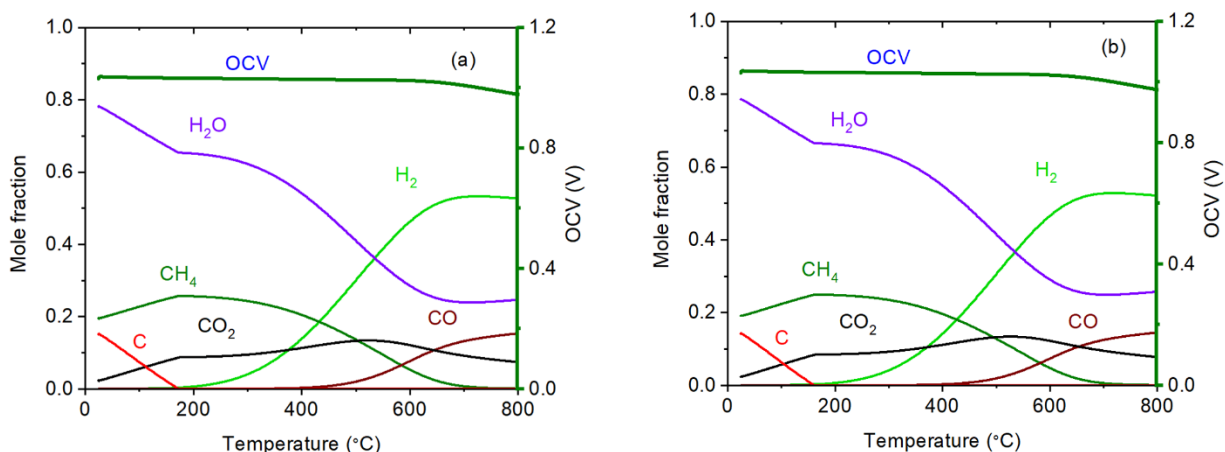 1.0
0.8
0.6
0.4
0.2
0.0
Mole fraction
0
200
400
600
800
Temperature (°C)
1.2
0.8
0.4
0.0
OCV (V)
(a)
OCV
H₂O
H₂
CH₄
CO₂
CO
C
1.0
0.8
0.6
0.4
0.2
0.0
Mole fraction
0
200
400
600
800
Temperature (°C)
1.2
0.8
0.4
0.0
OCV (V)
(b)
OCV
H₂O
H₂
CH₄
CO₂
CO
C